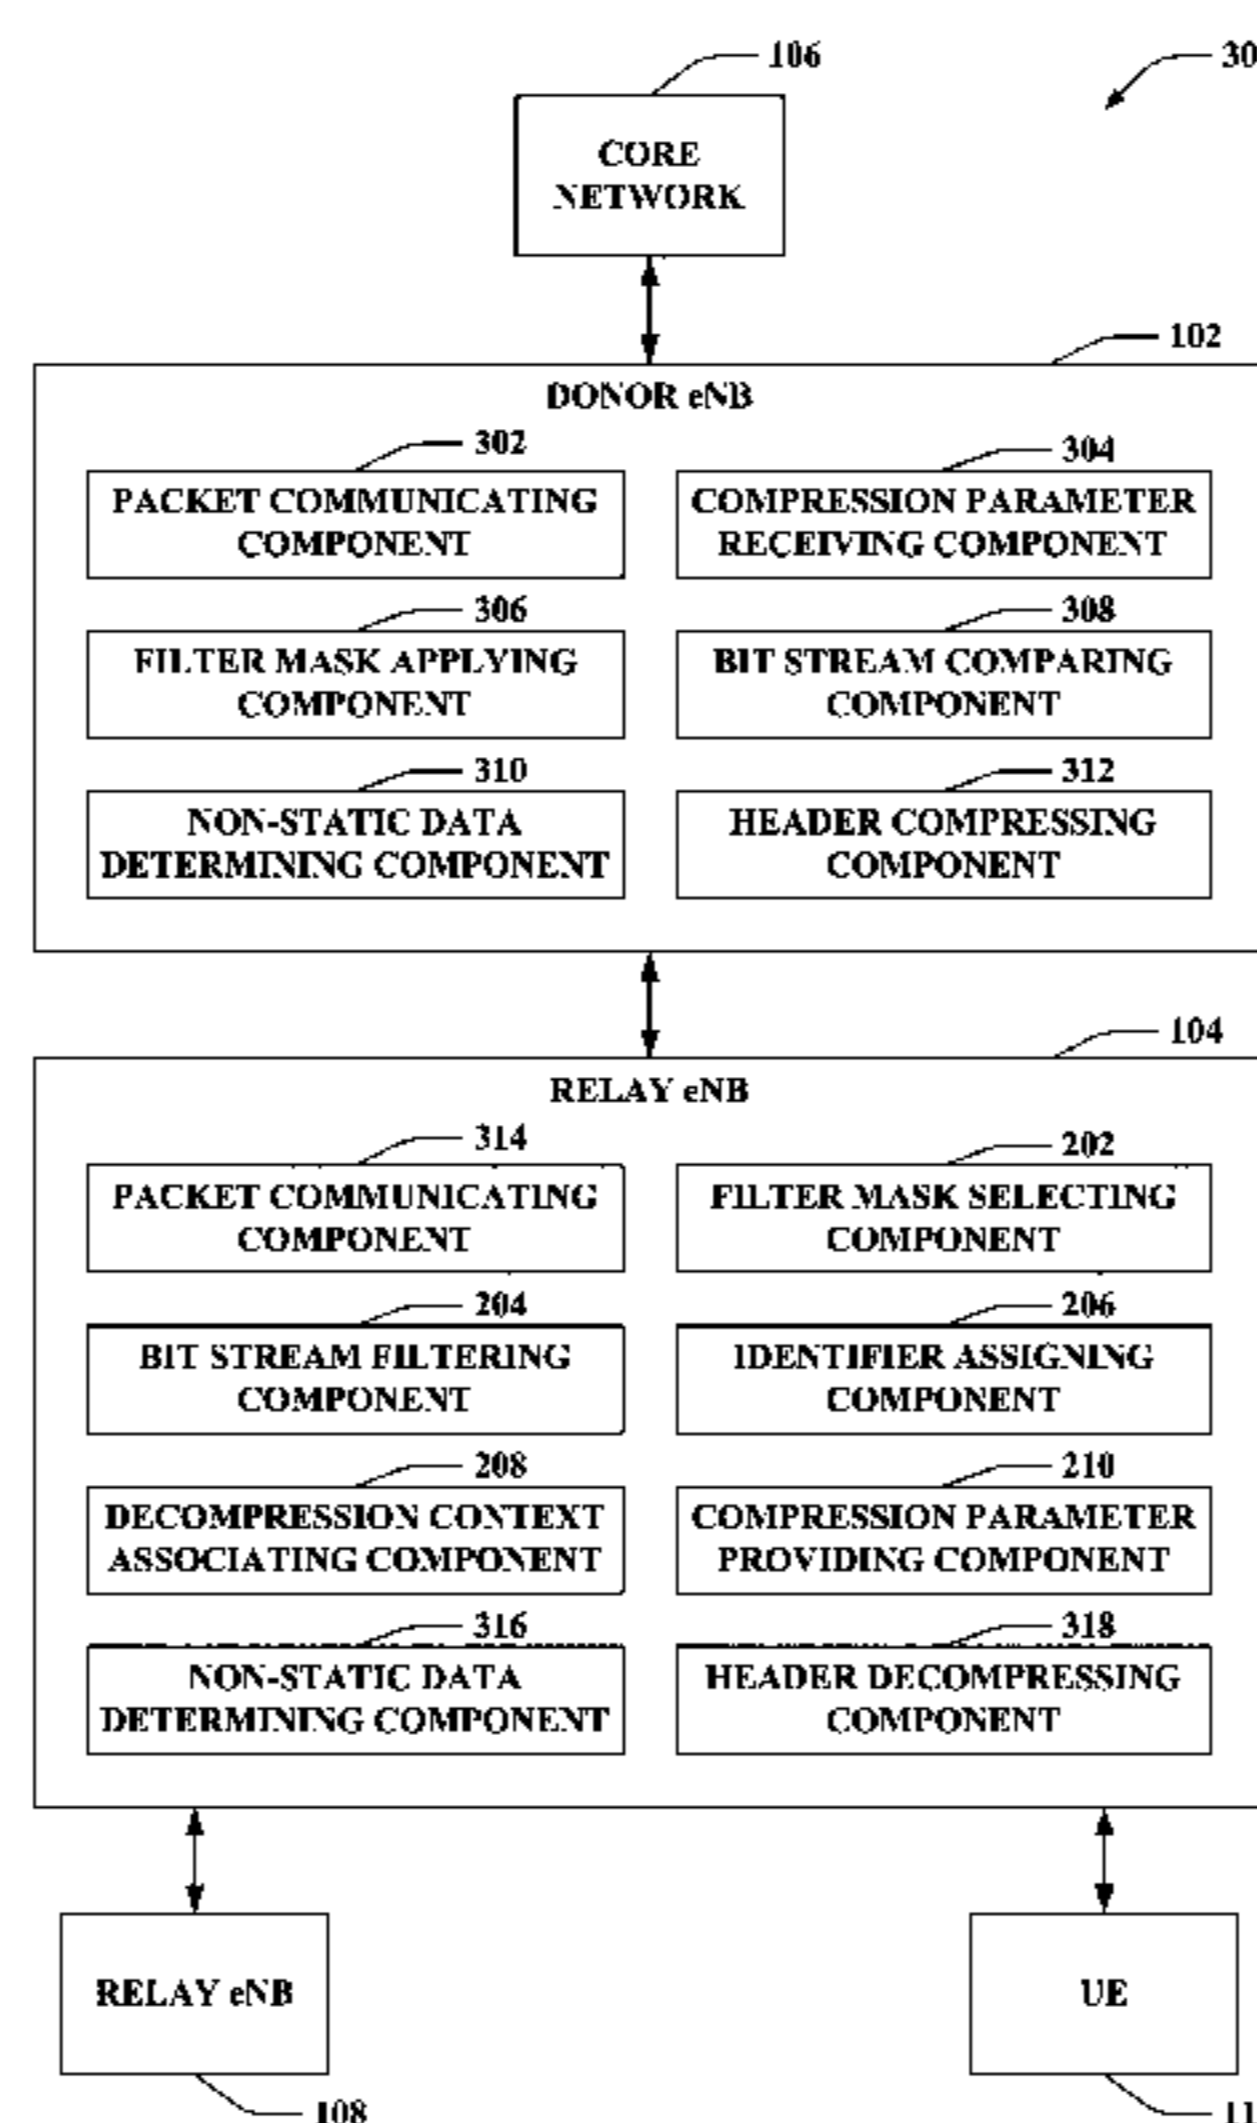 106
30
CORE
NETWORK
102
DONOR eNB
302
304
PACKET COMMUNICATING
COMPONENT
COMPRESSION PARAMETER
RECEIVING COMPONENT
306
308
FILTER MASK APPLYING
COMPONENT
BIT STREAM COMPARING
COMPONENT
310
312
NON-STATIC DATA
DETERMINING COMPONENT
HEADER COMPRESSING
COMPONENT
104
RELAY eNB
314
202
PACKET COMMUNICATING
COMPONENT
FILTER MASK SELECTING
COMPONENT
204
206
BIT STREAM FILTERING
COMPONENT
IDENTIFIER ASSIGNING
COMPONENT
208
210
DECOMPRESSION CONTEXT
ASSOCIATING COMPONENT
COMPRESSION PARAMETER
PROVIDING COMPONENT
316
318
NON-STATIC DATA
DETERMINING COMPONENT
HEADER DECOMPRESSING
COMPONENT
RELAY eNB
UE
108
11